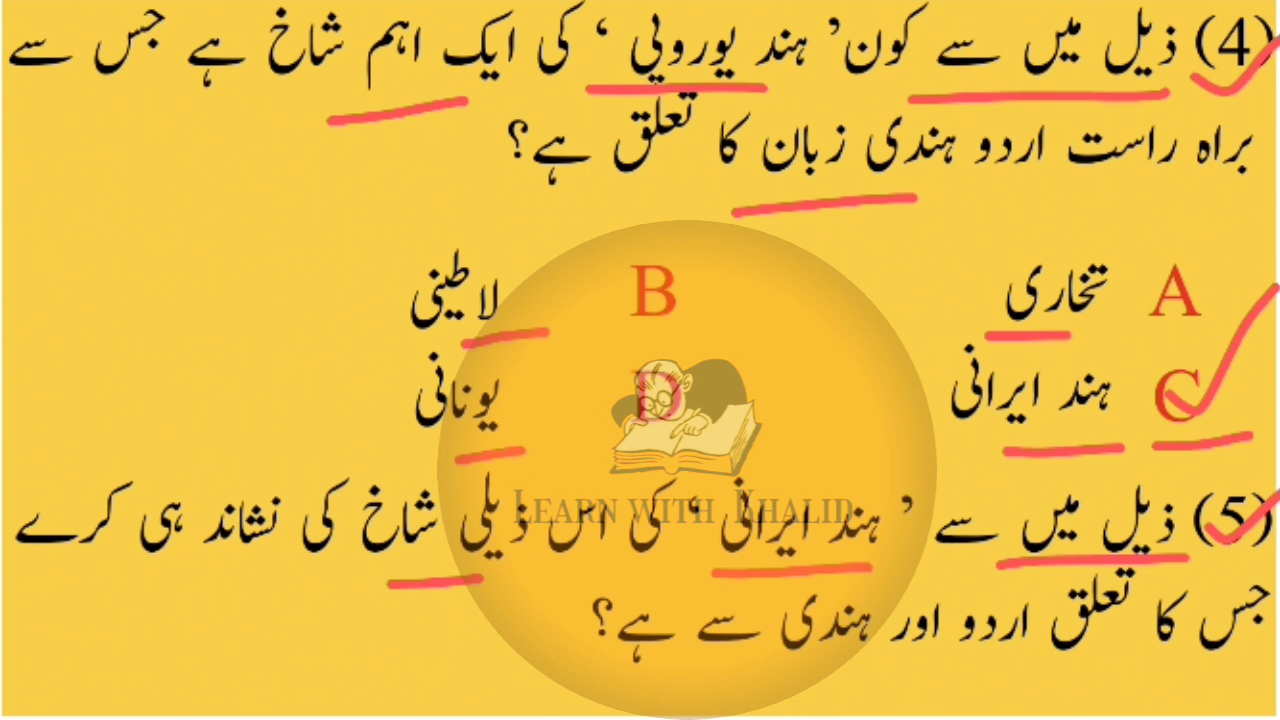 (4) ذیل میں سے کون ’ ہند یوروپی ‘ کی ایک اہم شاخ ہے جس سے
براہ راست اردو ہندی زبان کا تعلق ہے؟
A تخاری B لاطینی
C ہند ایرانی D یونانی
(5) ذیل میں سے ’ ہند ایرانی ‘ کی اس ذیلی شاخ کی نشاند ہی کرے
LEARN WITH KHALID
جس کا تعلق اردو اور ہندی سے ہے؟